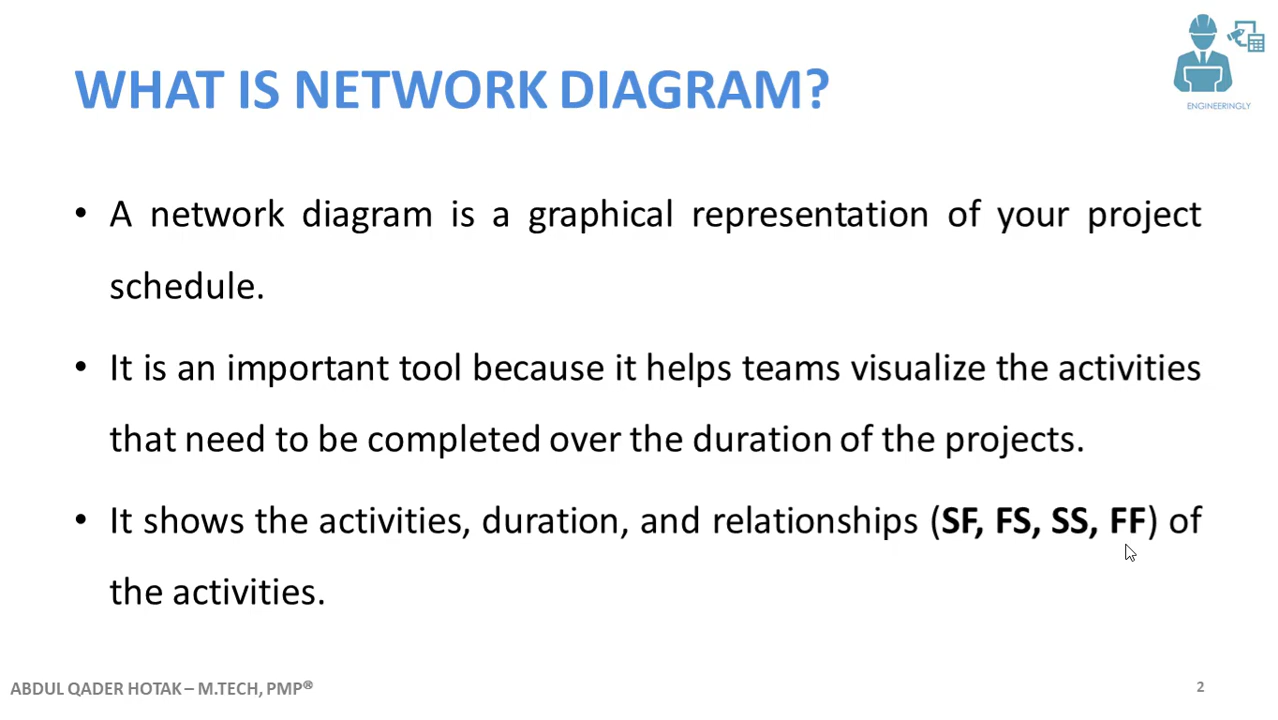 ENGINEERINGLY
WHAT IS NETWORK DIAGRAM?
• A network diagram is a graphical representation of your project
schedule.
• It is an important tool because it helps teams visualize the activities
that need to be completed over the duration of the projects.
• It shows the activities, duration, and relationships (SF, FS, SS, FF) of
the activities.
ABDUL QADER HOTAK – M.TECH, PMP®
2